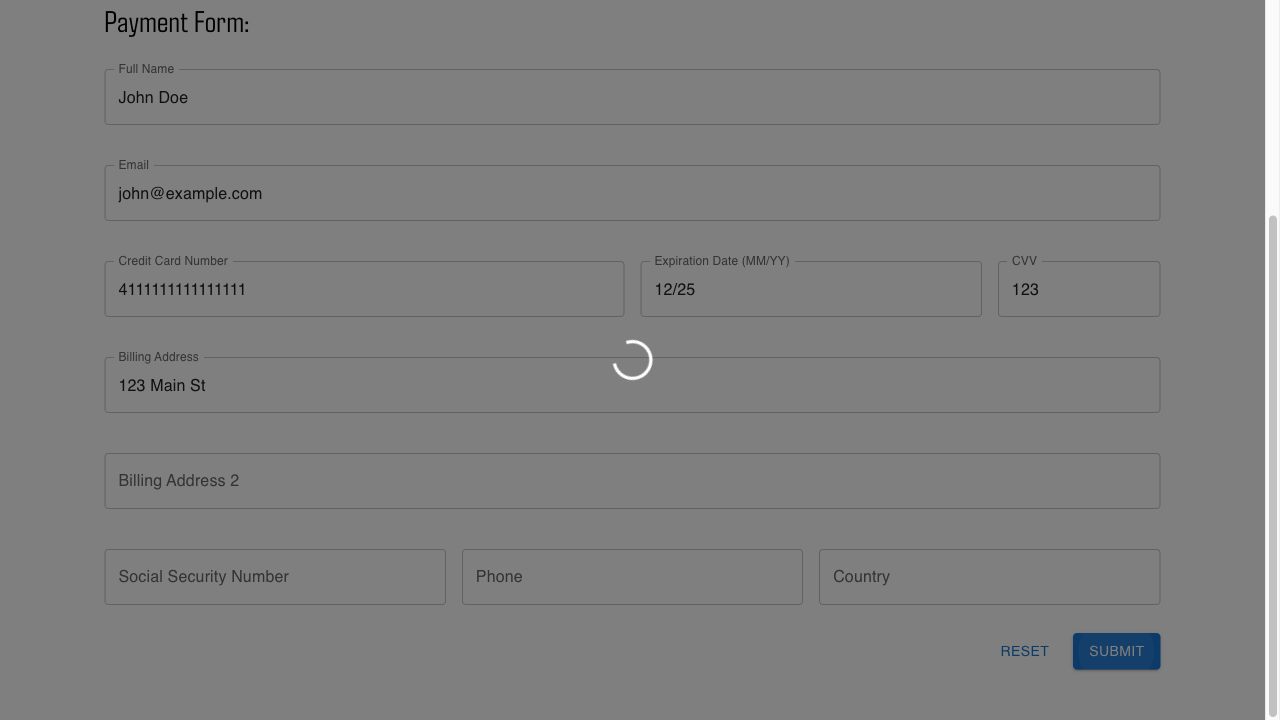 Payment Form:
Full Name
John Doe
Email
john@example.com
Credit Card Number Expiration Date (MM/YY) CVV
4111111111111111 12/25 123
Billing Address
123 Main St
Billing Address 2
Social Security Number Phone Country
RESET SUBMIT